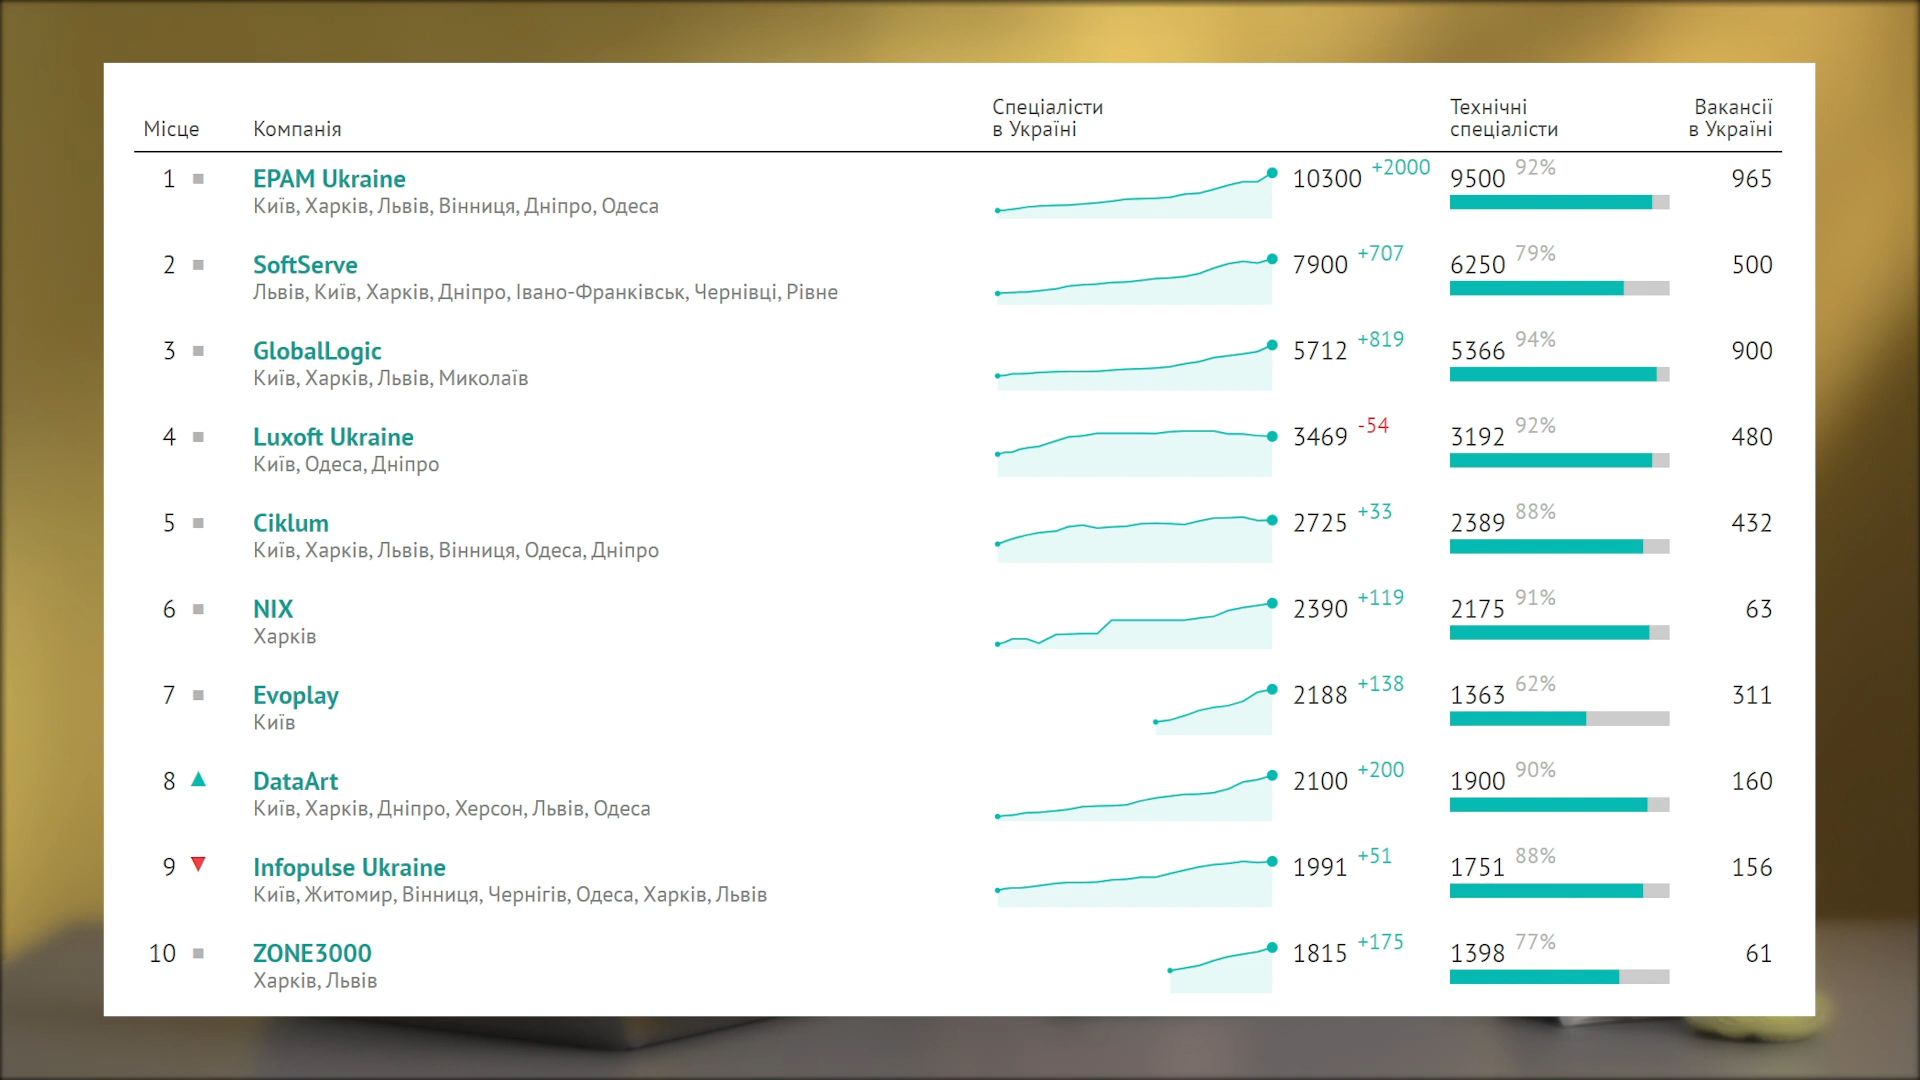 Місце Компанія Спеціалісти в Україні Технічні спеціалісти Вакансії в Україні
1 EPAM Ukraine 10300 +2000 9500 92% 965
Київ, Харків, Львів, Вінниця, Дніпро, Одеса
2 SoftServe 7900 +707 6250 79% 500
Львів, Київ, Харків, Дніпро, Івано-Франківськ, Чернівці, Рівне
3 GlobalLogic 5712 +819 5366 94% 900
Київ, Харків, Львів, Миколаїв
4 Luxoft Ukraine 3469 -54 3192 92% 480
Київ, Одеса, Дніпро
5 Ciklum 2725 +33 2389 88% 432
Київ, Харків, Львів, Вінниця, Одеса, Дніпро
6 NIX 2390 +119 2175 91% 63
Харків
7 Evoplay 2188 +138 1363 62% 311
Київ
8 DataArt 2100 +200 1900 90% 160
Київ, Харків, Дніпро, Херсон, Львів, Одеса
9 Infopulse Ukraine 1991 +51 1751 88% 156
Київ, Житомир, Вінниця, Чернігів, Одеса, Харків, Львів
10 ZONE3000 1815 +175 1398 77% 61
Харків, Львів